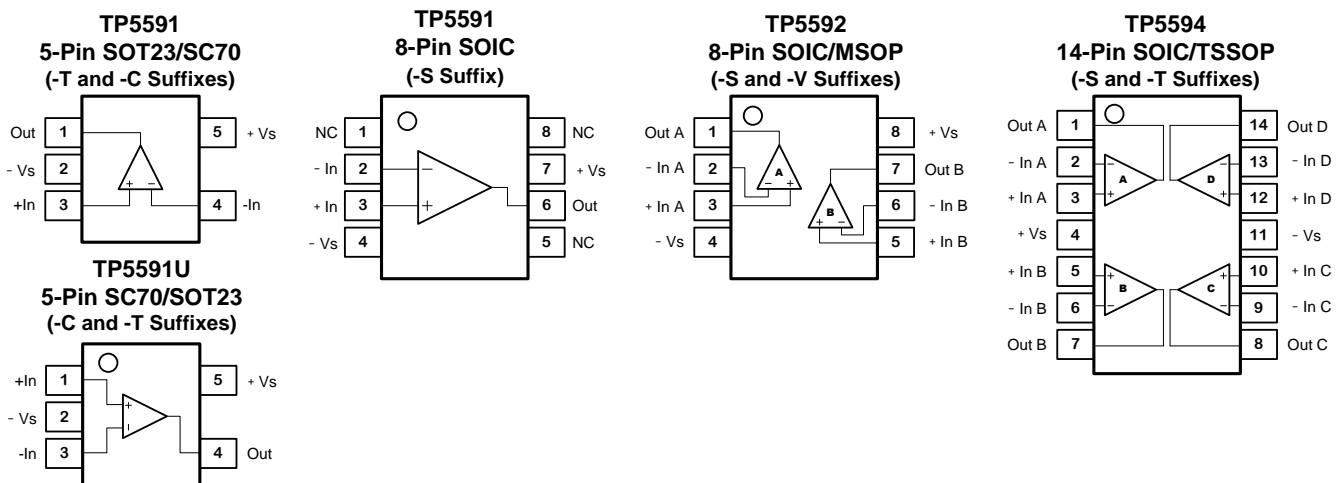 TP5591
5-Pin SOT23/SC70
(-T and -C Suffixes)
Out 1 5 + Vs
- Vs 2
+In 3 4 -In
+ −
TP5591
8-Pin SOIC
(-S Suffix)
NC 1 8 NC
- In 2 7 + Vs
+ In 3 6 Out
- Vs 4 5 NC
−
+
TP5592
8-Pin SOIC/MSOP
(-S and -V Suffixes)
Out A 1 8 + Vs
- In A 2 7 Out B
+ In A 3 6 - In B
- Vs 4 5 + In B
A
− +
B
+ −
TP5594
14-Pin SOIC/TSSOP
(-S and -T Suffixes)
Out A 1 14 Out D
- In A 2 13 - In D
+ In A 3 12 + In D
+ Vs 4 11 - Vs
+ In B 5 10 + In C
- In B 6 9 - In C
Out B 7 8 Out C
− A + D − +
+ B − C + −
TP5591U
5-Pin SC70/SOT23
(-C and -T Suffixes)
+In 1 5 + Vs
- Vs 2
-In 3 4 Out
+
−